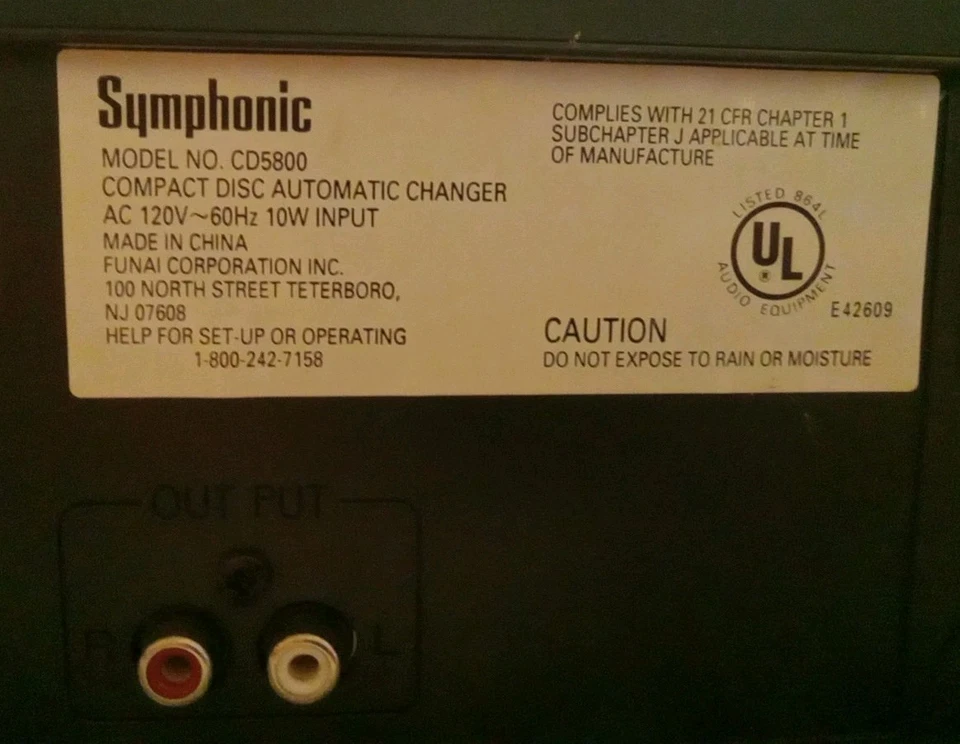 Symphonic
MODEL NO. CD5800
COMPACT DISC AUTOMATIC CHANGER
AC 120V~60Hz 10W INPUT
MADE IN CHINA
FUNAI CORPORATION INC.
100 NORTH STREET TETERBORO,
NJ 07608
HELP FOR SET-UP OR OPERATING
1-800-242-7158
COMPLIES WITH 21 CFR CHAPTER 1
SUBCHAPTER J APPLICABLE AT TIME
OF MANUFACTURE
LISTED 864L
UL
®
AUDIO EQUIPMENT
E42609
CAUTION
DO NOT EXPOSE TO RAIN OR MOISTURE
OUT PUT
R
L